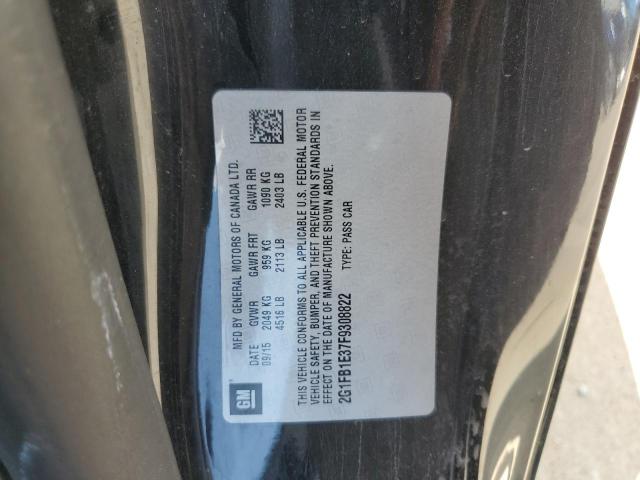 GM
MFD BY GENERAL MOTORS OF CANADA LTD.
DATE GVWR GAWR FRT GAWR RR
09/15 2049 KG 959 KG 1090 KG
4516 LB 2113 LB 2403 LB
THIS VEHICLE CONFORMS TO ALL APPLICABLE U.S. FEDERAL MOTOR
VEHICLE SAFETY, BUMPER, AND THEFT PREVENTION STANDARDS IN
EFFECT ON THE DATE OF MANUFACTURE SHOWN ABOVE.
2G1FB1E37F9308822 TYPE: PASS CAR